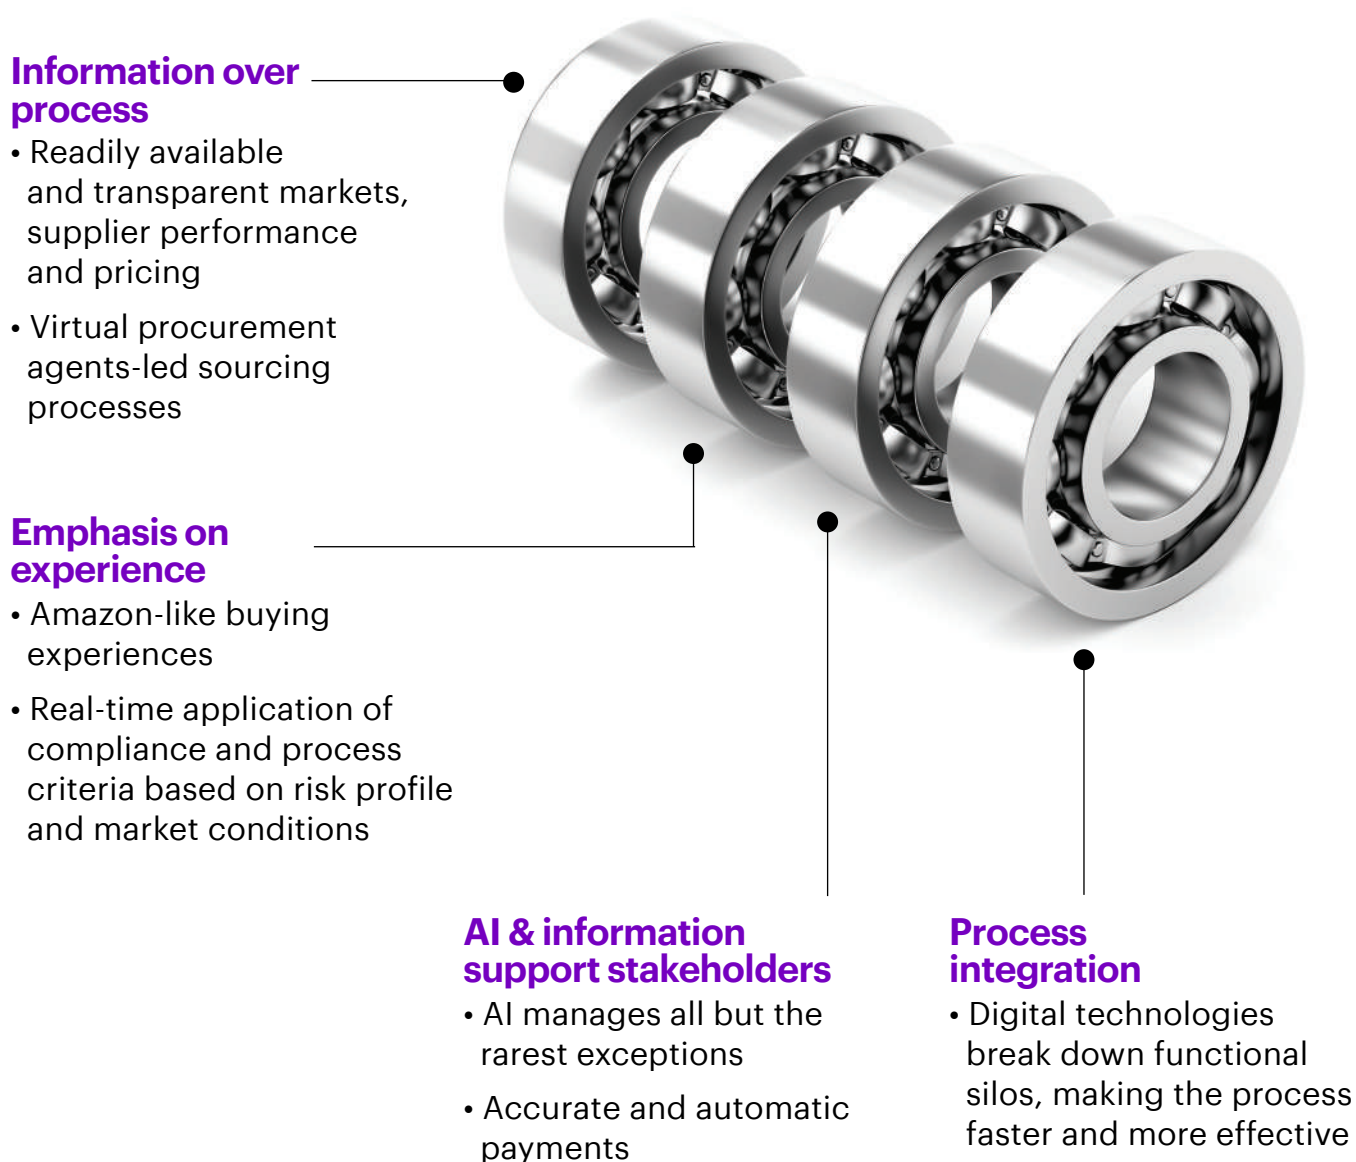 Information over
process
• Readily available
and transparent markets,
supplier performance
and pricing
• Virtual procurement
agents-led sourcing
processes
Emphasis on
experience
• Amazon-like buying
experiences
• Real-time application of
compliance and process
criteria based on risk profile
and market conditions
AI & information
support stakeholders
• AI manages all but the
rarest exceptions
• Accurate and automatic
payments
Process
integration
• Digital technologies
break down functional
silos, making the process
faster and more effective